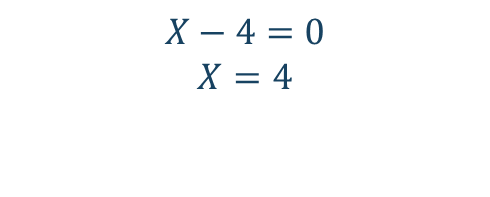 X − 4 = 0
X = 4